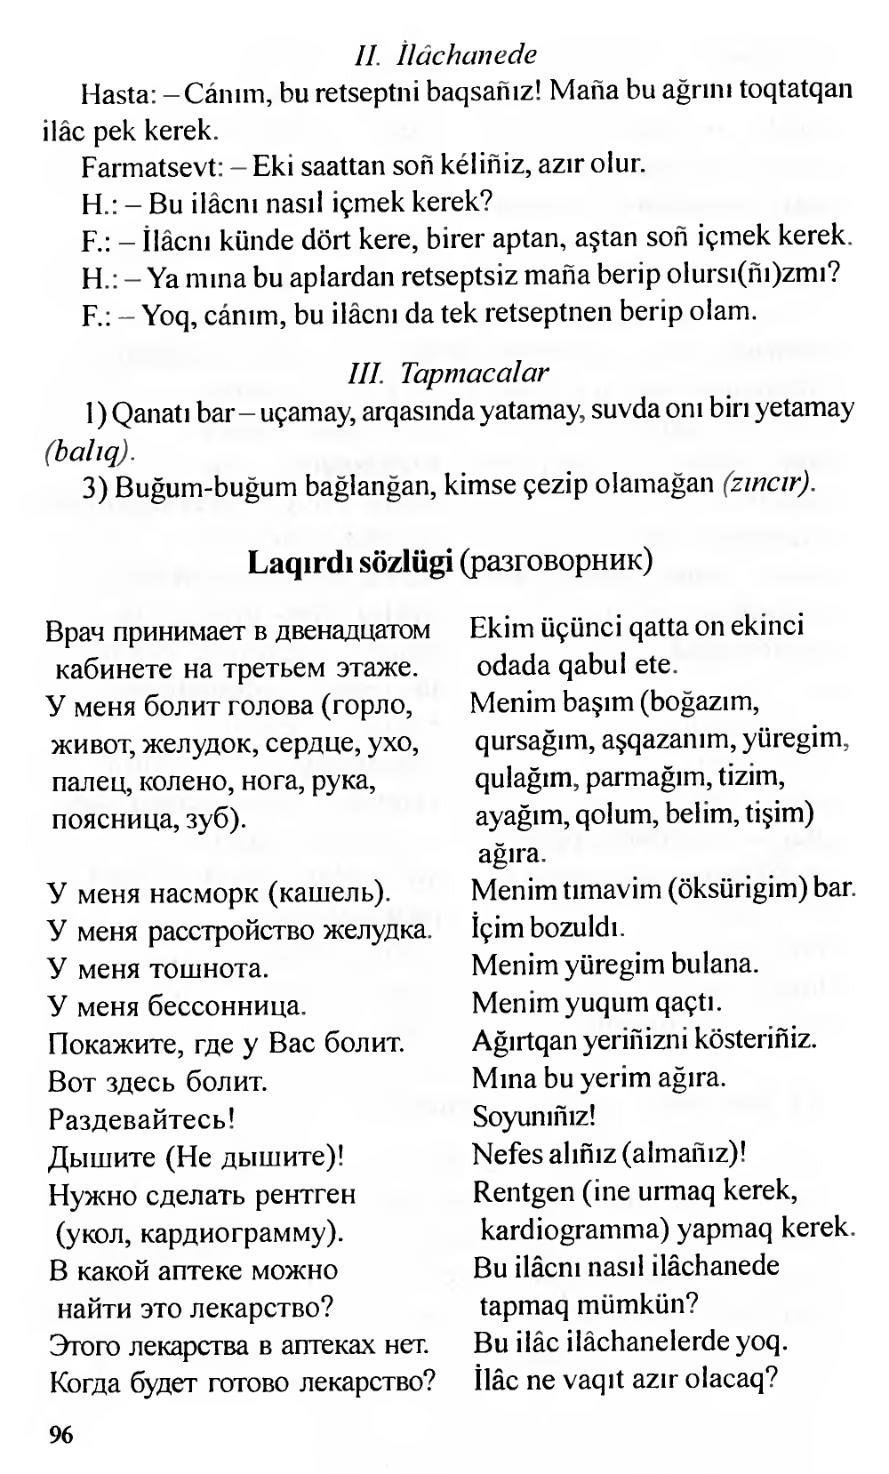 II. İlâchanede
Hasta: – Cánım, bu retseptni baqsañız! Maña bu ağrını toqtatqan
ilâc pek kerek.
Farmatsevt: – Eki saattan soñ kéliñiz, azır olur.
H.: – Bu ilâcnı nasıl içmek kerek?
F.: – İlâcnı künde dört kere, birer aptan, aştan soñ içmek kerek.
H.: – Ya mına bu aplardan retseptsiz maña berip olursı(ñı)zmı?
F.: – Yoq, cánım, bu ilâcnı da tek retseptnen berip olam.
III. Tapmacalar
1) Qanatı bar – uçamay, arqasında yatamay, suvda onı birı yetamay
(balıq).
3) Buğum-buğum bağlanğan, kimse çezip olamağan (zıncır).
Laqırdı sözlügi (разговорник)
Врач принимает в двенадцатом
кабинете на третьем этаже.
У меня болит голова (горло,
живот, желудок, сердце, ухо,
палец, колено, нога, рука,
поясница, зуб).
У меня насморк (кашель).
У меня расстройство желудка.
У меня тошнота.
У меня бессонница.
Покажите, где у Вас болит.
Вот здесь болит.
Раздевайтесь!
Дышите (Не дышите)!
Нужно сделать рентген
(укол, кардиограмму).
В какой аптеке можно
найти это лекарство?
Этого лекарства в аптеках нет.
Когда будет готово лекарство?
Ekim üçünci qatta on ekinci
odada qabul ete.
Menim başım (boğazım,
qursağım, aşqazanım, yüregim,
qulağım, parmağım, tizim,
ayağım, qolum, belim, tişim)
ağıra.
Menim tımavim (öksürigim) bar.
İçim bozuldı.
Menim yüregim bulana.
Menim yuqum qaçtı.
Ağırtqan yeriñizni kösteriñiz.
Mına bu yerim ağıra.
Soyunıñız!
Nefes alıñız (almañız)!
Rentgen (ine urmaq kerek,
kardiogramma) yapmaq kerek.
Bu ilâcnı nasıl ilâchanede
tapmaq mümkün?
Bu ilâc ilâchanelerde yoq.
İlâc ne vaqıt azır olacaq?
96